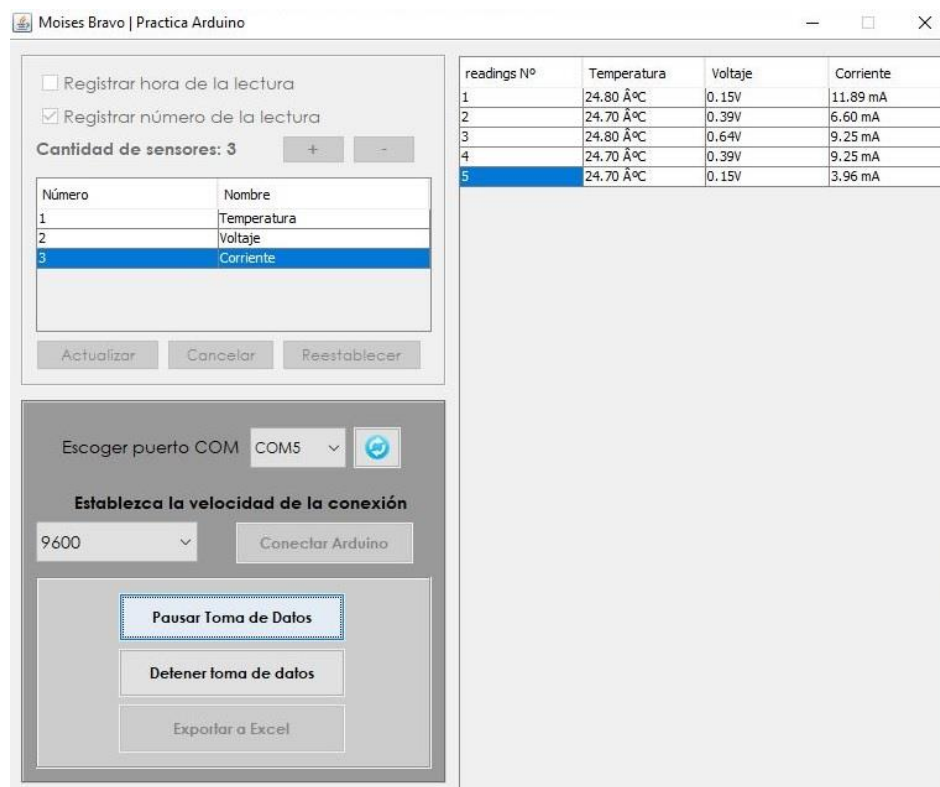 Moises Bravo | Practica Arduino
Registrar hora de la lectura
Registrar número de la lectura
Cantidad de sensores: 3 + -
Número Nombre
1 Temperatura
2 Voltaje
3 Corriente
Actualizar Cancelar Reestablecer
Escoger puerto COM COM5
Establezca la velocidad de la conexión
9600 Conectar Arduino
Pausar Toma de Datos
Detener toma de datos
Exportar a Excel
readings Nº Temperatura Voltaje Corriente
1 24.80 ÂºC 0.15V 11.89 mA
2 24.70 ÂºC 0.39V 6.60 mA
3 24.80 ÂºC 0.64V 9.25 mA
4 24.70 ÂºC 0.39V 9.25 mA
5 24.70 ÂºC 0.15V 3.96 mA